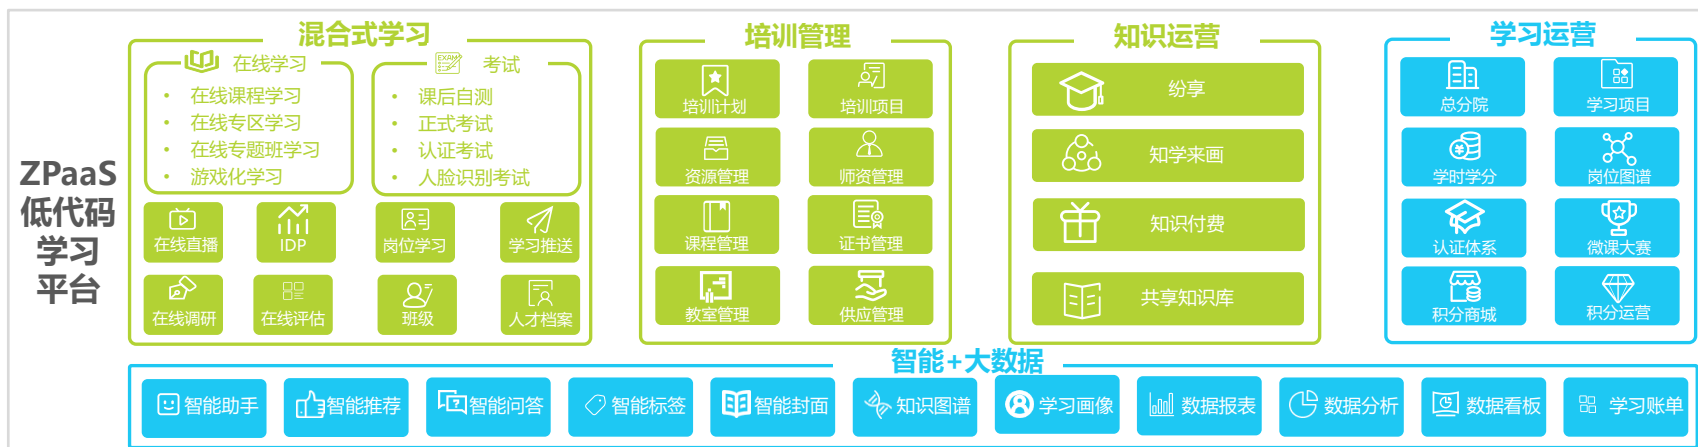 ZPaaS
低代码
学习
平台
混合式学习
在线学习
• 在线课程学习
• 在线专区学习
• 在线专题班学习
• 游戏化学习
EXAM
考试
• 课后自测
• 正式考试
• 认证考试
• 人脸识别考试
在线直播
IDP
岗位学习
学习推送
在线调研
在线评估
班级
人才档案
培训管理
培训计划
培训项目
资源管理
师资管理
课程管理
证书管理
教室管理
供应管理
知识运营
纷享
知学来画
知识付费
共享知识库
学习运营
总分院
学习项目
学时学分
岗位图谱
认证体系
微课大赛
积分商城
积分运营
智能+大数据
智能助手
智能推荐
智能问答
智能标签
智能封面
知识图谱
学习画像
数据报表
数据分析
数据看板
学习账单